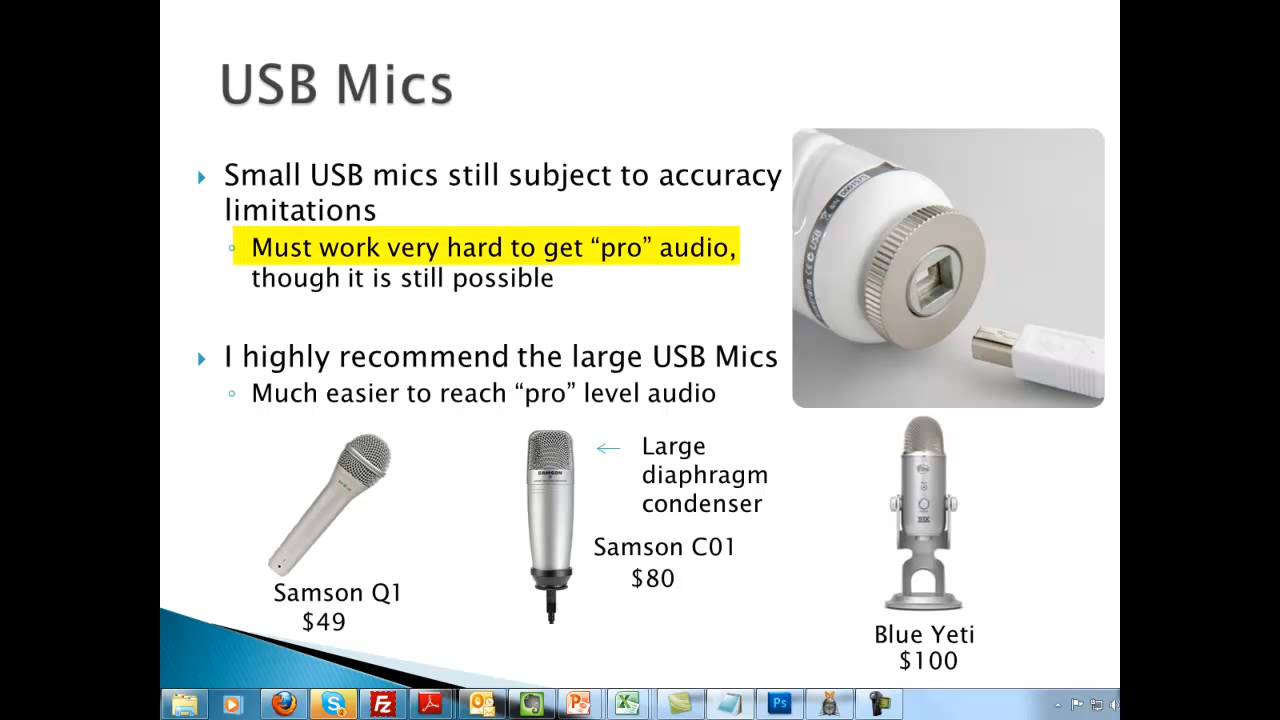 USB Mics
Small USB mics still subject to accuracy
limitations
Must work very hard to get “pro” audio,
though it is still possible
I highly recommend the large USB Mics
Much easier to reach “pro” level audio
USB
Large
diaphragm
condenser
SAMSON
Samson C01
$80
Samson Q1
$49
Blue Yeti
$100